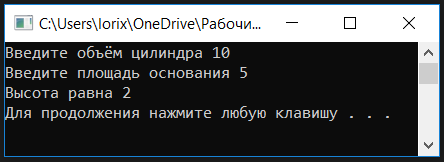 C:\Users\lorix\OneDrive\Рабочи...
Введите объём цилиндра 10
Введите площадь основания 5
Высота равна 2
Для продолжения нажмите любую клавишу . . .